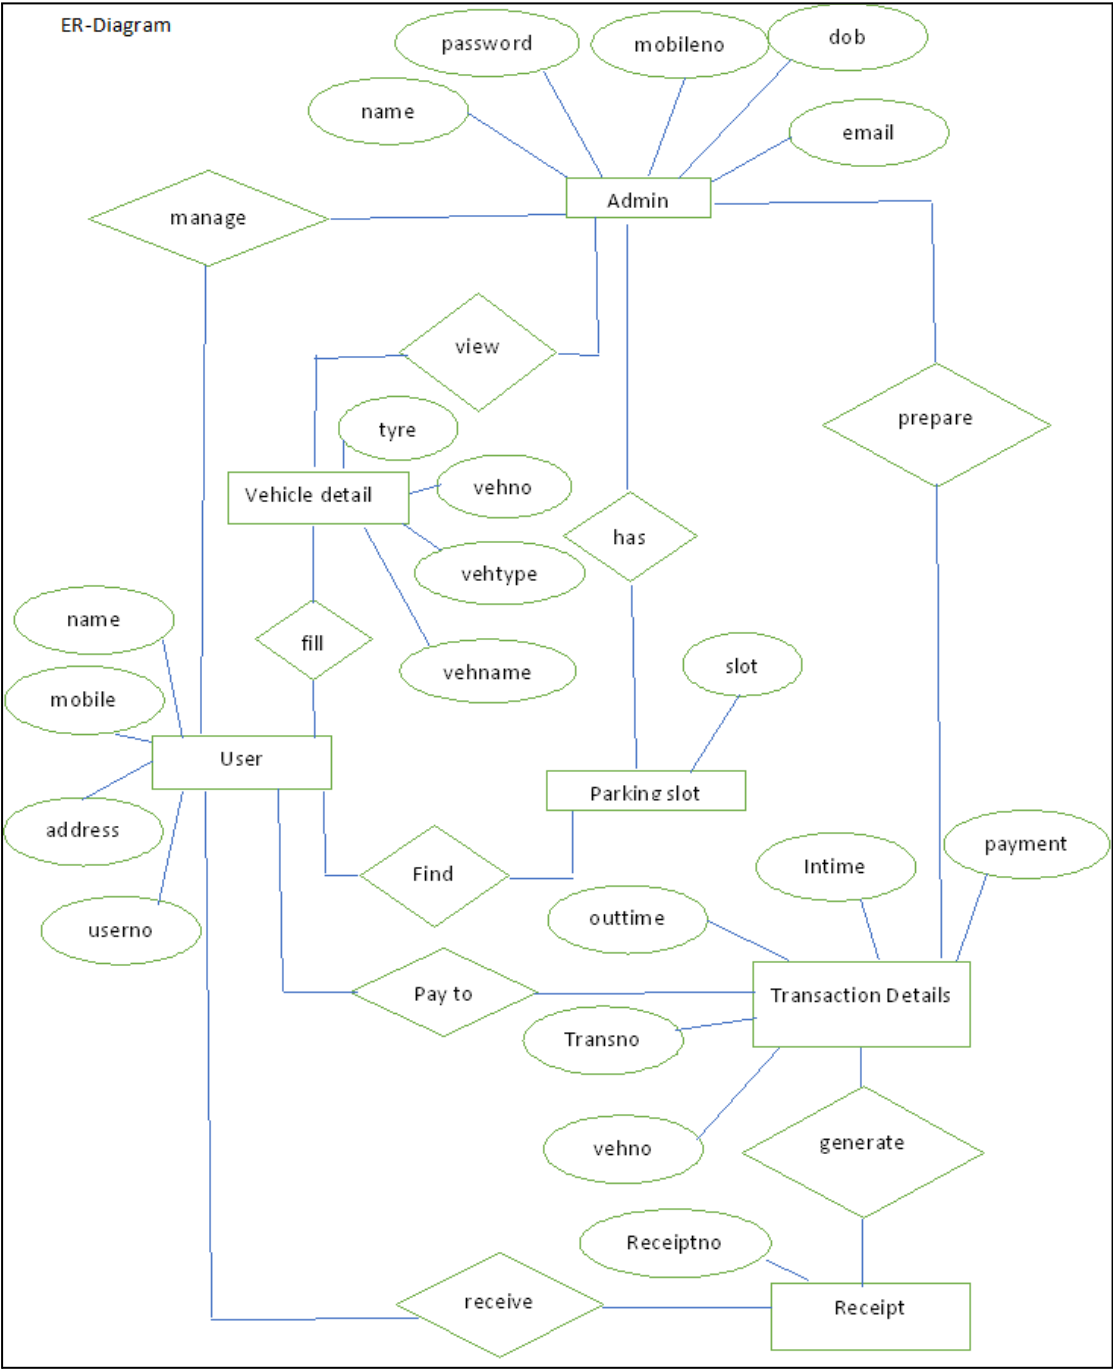 ER-Diagram
password
mobileno
dob
name
email
Admin
manage
view
prepare
tyre
Vehicle detail
vehno
has
vehtype
name
fill
vehname
slot
mobile
User
Parking slot
address
Find
Intime
payment
outtime
userno
Pay to
Transaction Details
Transno
vehno
generate
Receiptno
receive
Receipt